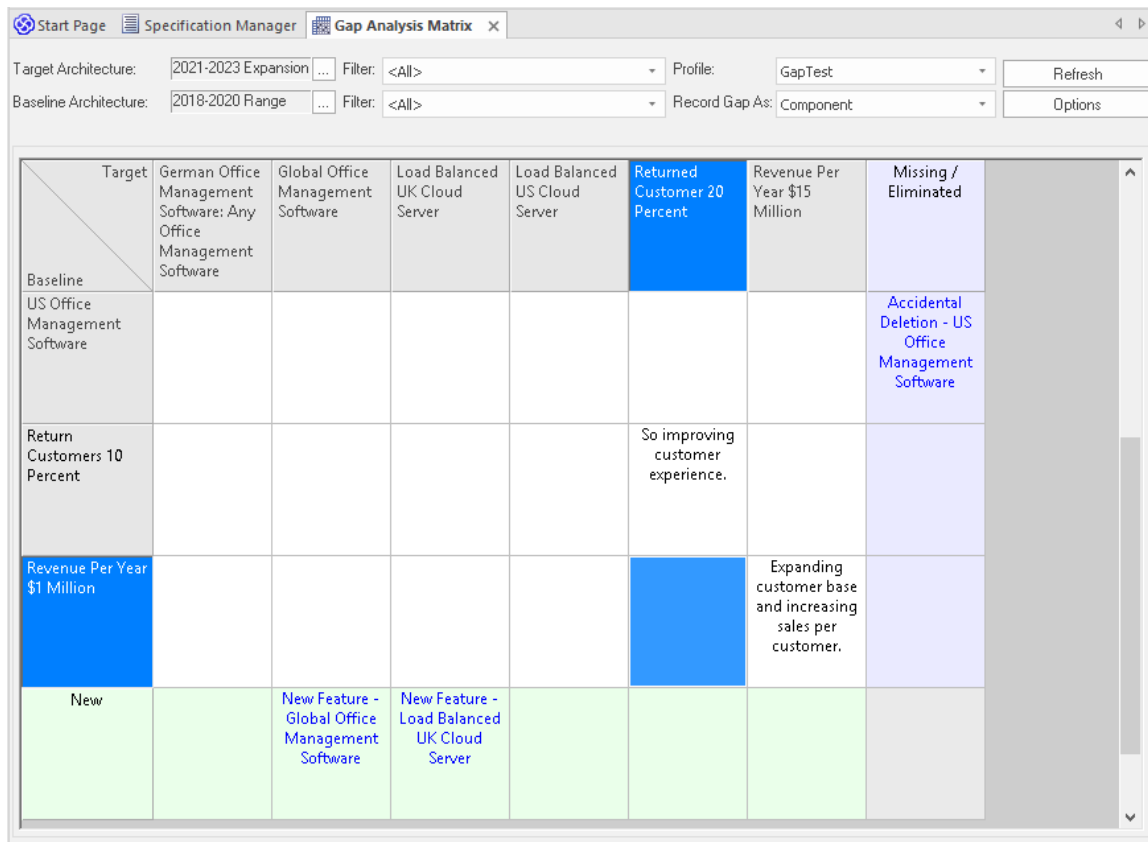 Start Page Specification Manager Gap Analysis Matrix
Target Architecture: 2021-2023 Expansion ... Filter: <All> Profile: GapTest Refresh
Baseline Architecture: 2018-2020 Range ... Filter: <All> Record Gap As: Component Options
Target
Baseline
German Office
Management
Software: Any
Office
Management
Software
Global Office
Management
Software
Load Balanced
UK Cloud
Server
Load Balanced
US Cloud
Server
Returned
Customer 20
Percent
Revenue Per
Year $15
Million
Missing /
Eliminated
US Office
Management
Software
Accidental
Deletion - US
Office
Management
Software
Return
Customers 10
Percent
So improving
customer
experience.
Revenue Per Year
$1 Million
Expanding
customer base
and increasing
sales per
customer.
New
New Feature -
Global Office
Management
Software
New Feature -
Load Balanced
UK Cloud
Server